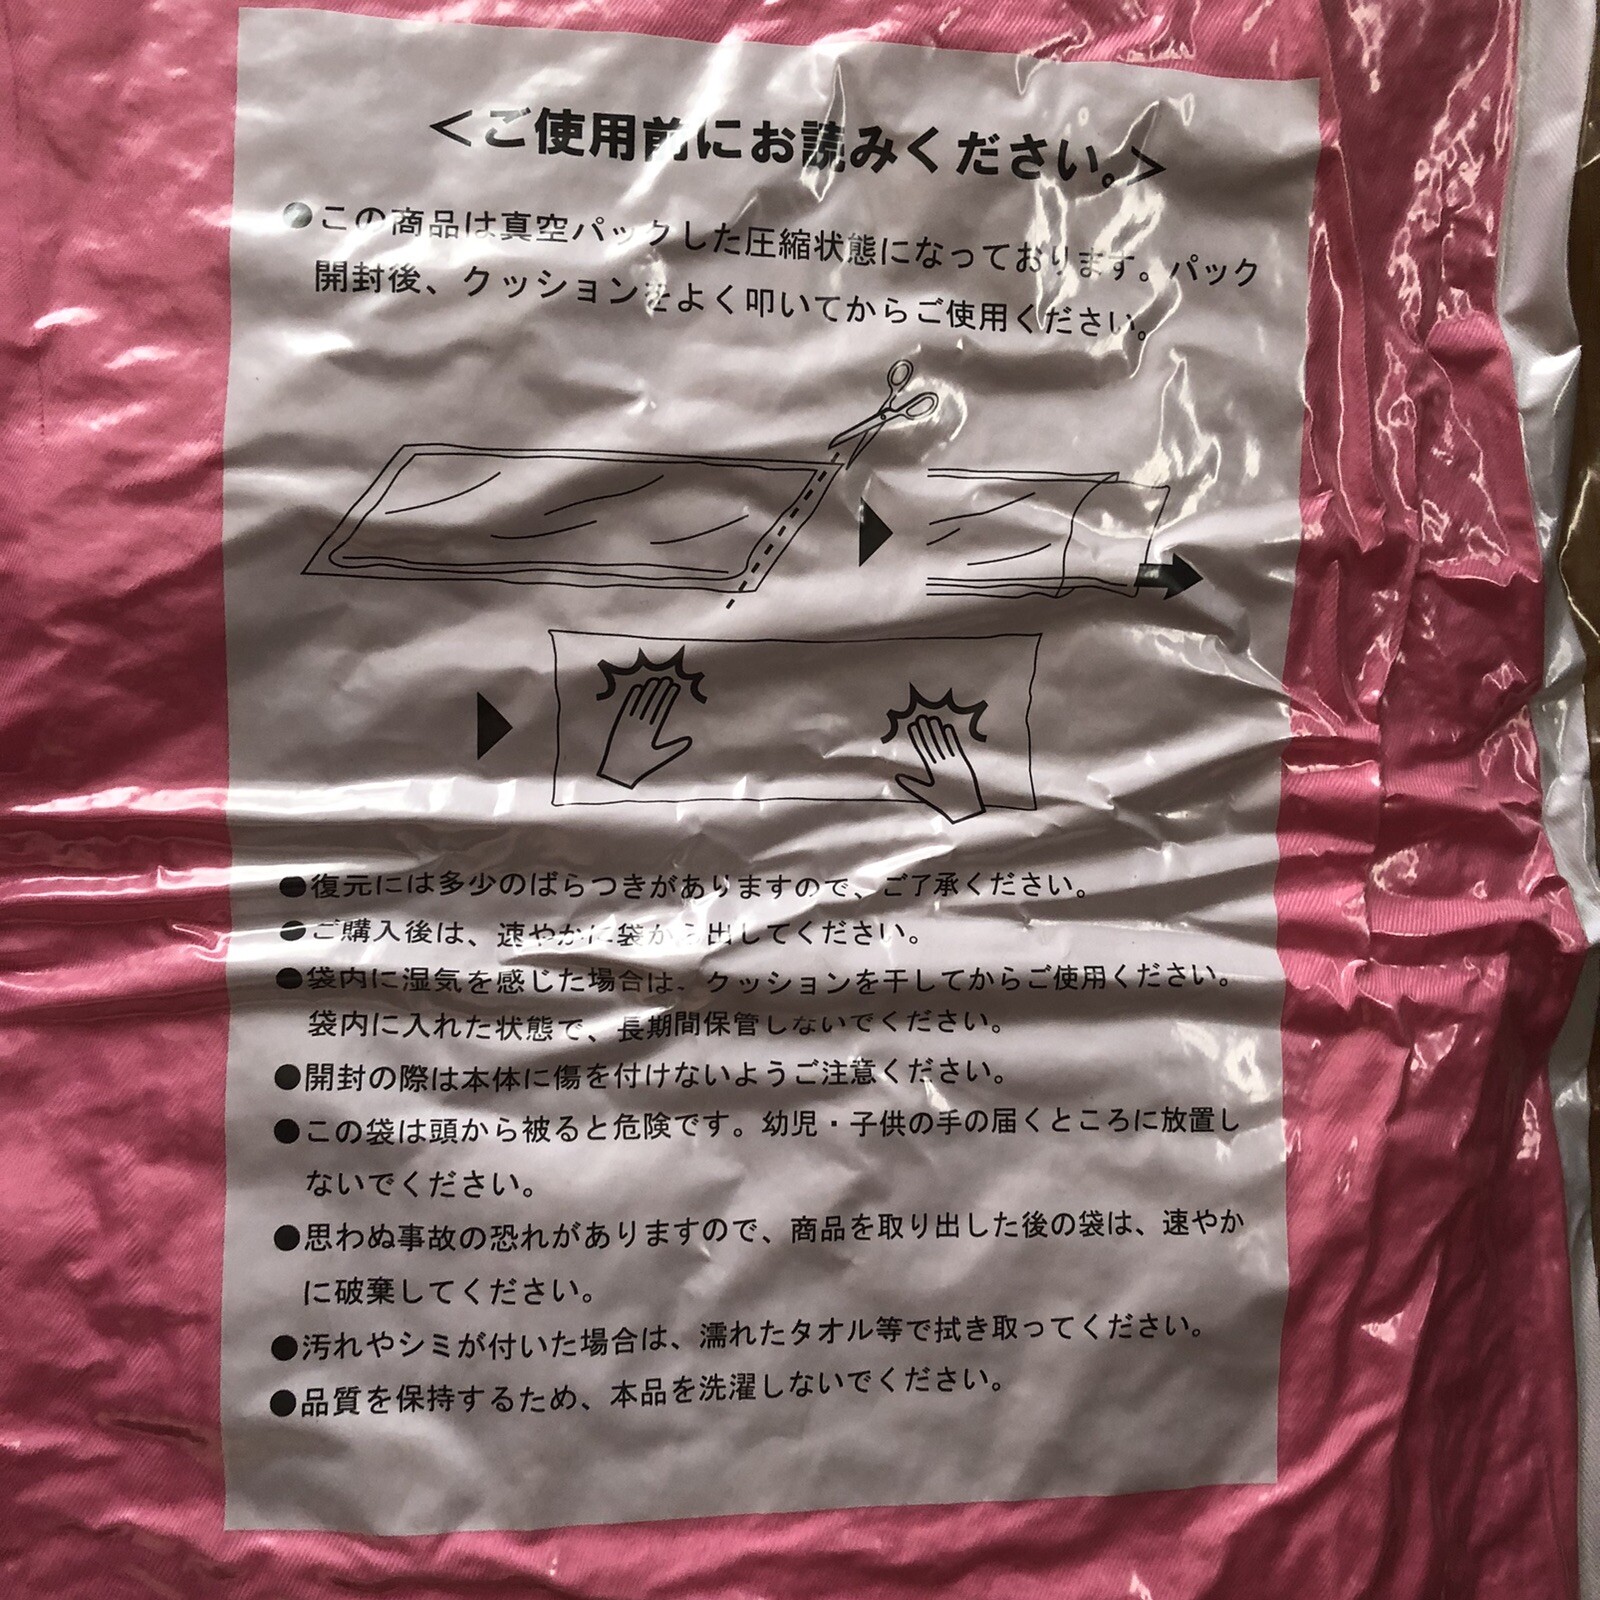 ＜ご使用前にお読みください。＞
●この商品は真空パックした圧縮状態になっております。パック
開封後、クッションをよく叩いてからご使用ください。
●復元には多少のばらつきがありますので、ご了承ください。
●ご購入後は、速やかに袋から出してください。
●袋内に湿気を感じた場合は、クッションを干してからご使用ください。
袋内に入れた状態で、長期間保管しないでください。
●開封の際は本体に傷を付けないようご注意ください。
●この袋は頭から被ると危険です。幼児・子供の手の届くところに放置し
ないでください。
●思わぬ事故の恐れがありますので、商品を取り出した後の袋は、速やか
に破棄してください。
●汚れやシミが付いた場合は、濡れたタオル等で拭き取ってください。
●品質を保持するため、本品を洗濯しないでください。